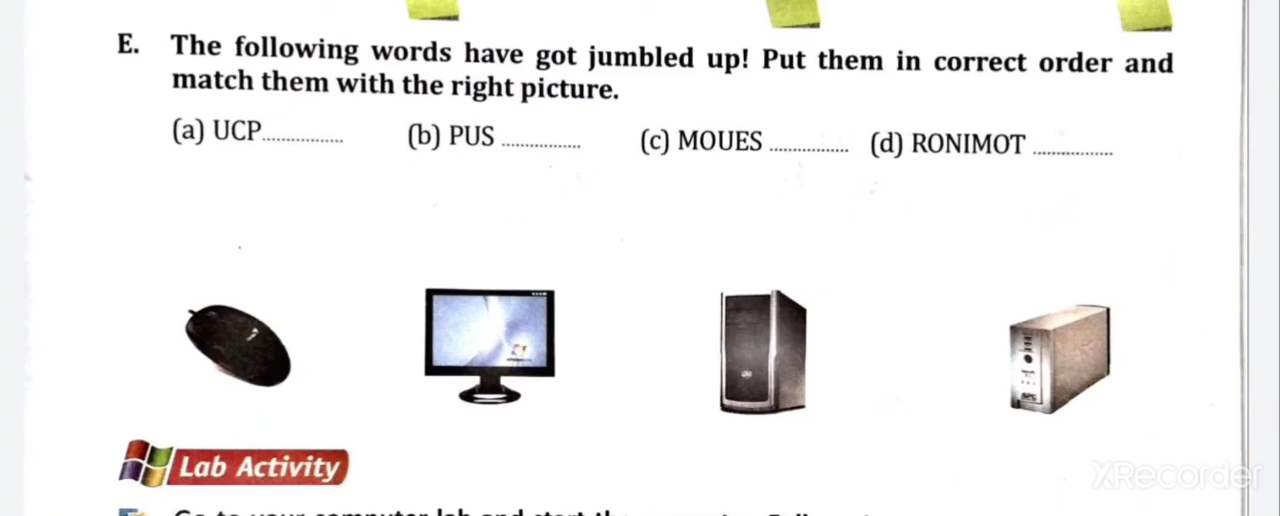 E. The following words have got jumbled up! Put them in correct order and
match them with the right picture.
(a) UCP................ (b) PUS ................ (c) MOUES ................ (d) RONIMOT ................
Lab Activity
XRecorder